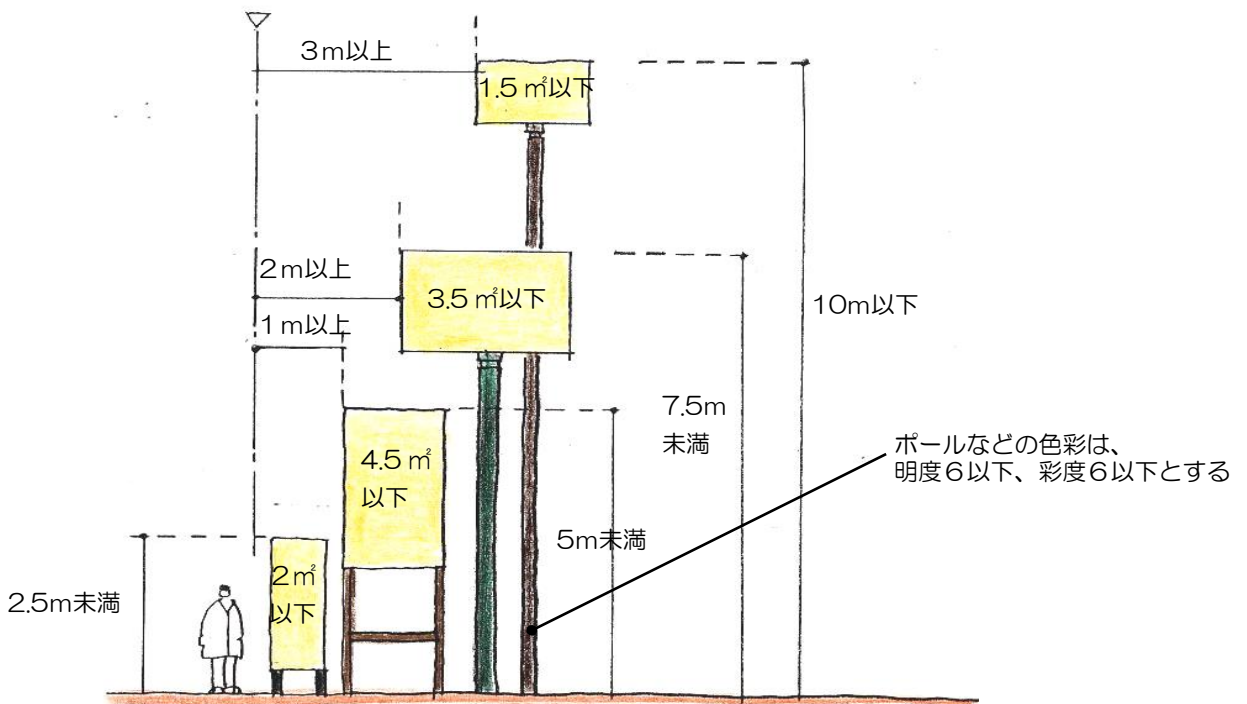 3m以上
1.5㎡以下
2m以上
3.5㎡以下
10m以下
1m以上
7.5m
未満
4.5㎡
以下
ポールなどの色彩は、
明度6以下、彩度6以下とする
5m未満
2㎡
以下
2.5m未満